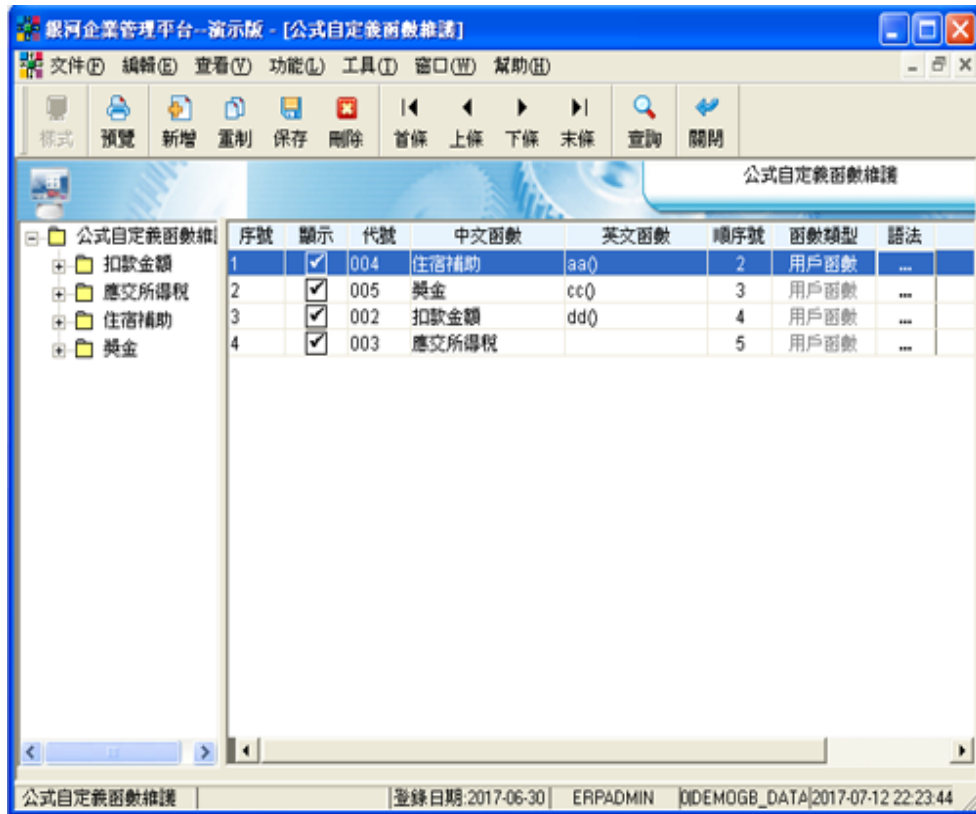 銀河企業管理平台--演示版 - [公式自定義函數維護]
文件(F) 編輯(E) 查看(V) 功能(L) 工具(T) 窗口(W) 幫助(H)
樣式 預覽 新增 重制 保存 刪除 首條 上條 下條 末條 查詢 關閉
公式自定義函數維護
公式自定義函數維
扣款金額
應交所得稅
住宿補助
獎金
序號 顯示 代號 中文函數 英文函數 順序號 函數類型 語法
1 004 住宿補助 aa() 2 用戶函數 ...
2 005 獎金 cc() 3 用戶函數 ...
3 002 扣款金額 dd() 4 用戶函數 ...
4 003 應交所得稅 5 用戶函數 ...
公式自定義函數維護 登錄日期:2017-06-30 ERPADMIN 0|DEMOGB_DATA 2017-07-12 22:23:44